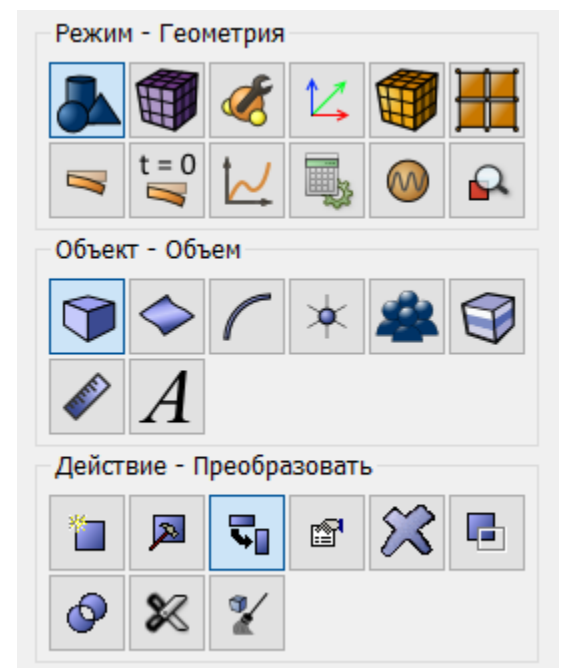 Режим - Геометрия
t = 0
Объект - Объем
A
Действие - Преобразовать